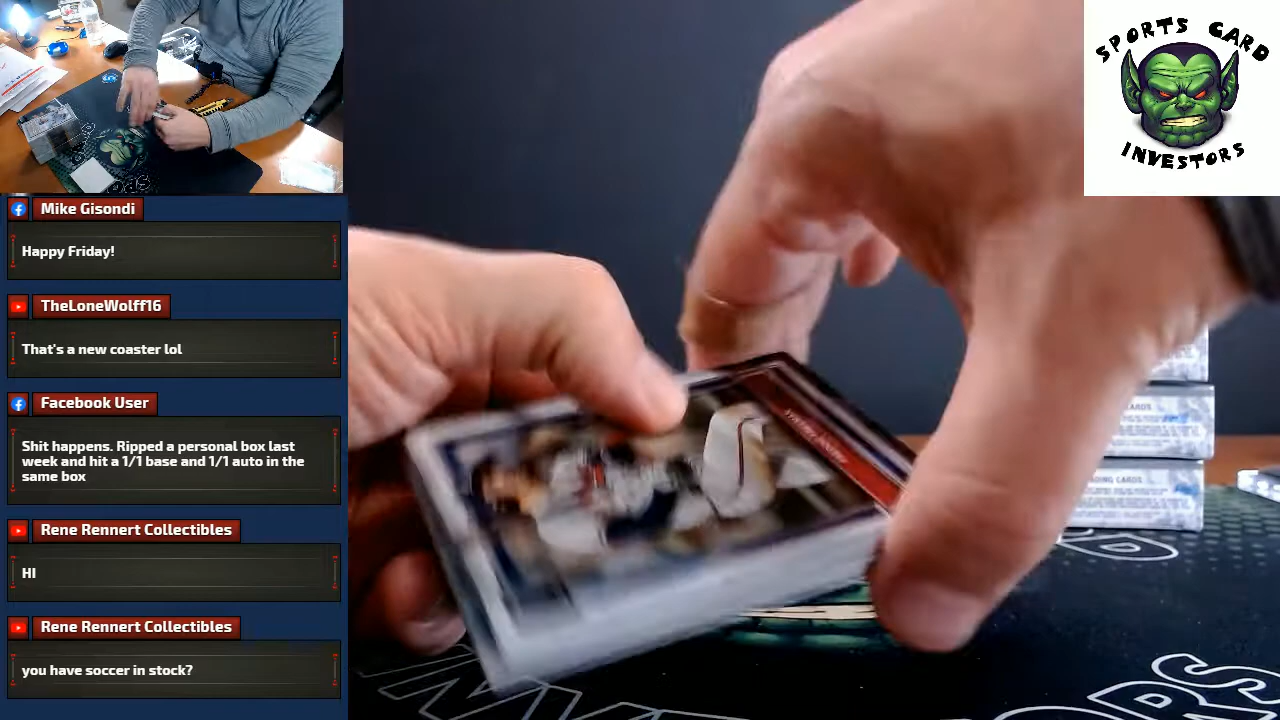 SPORTS CARD
INVESTORS
Mike Gisondi
Happy Friday!
TheLoneWolff16
That's a new coaster lol
Facebook User
Shit happens. Ripped a personal box last
week and hit a 1/1 base and 1/1 auto in the
same box
Rene Rennert Collectibles
HI
Rene Rennert Collectibles
you have soccer in stock?
CARDS
CARDS